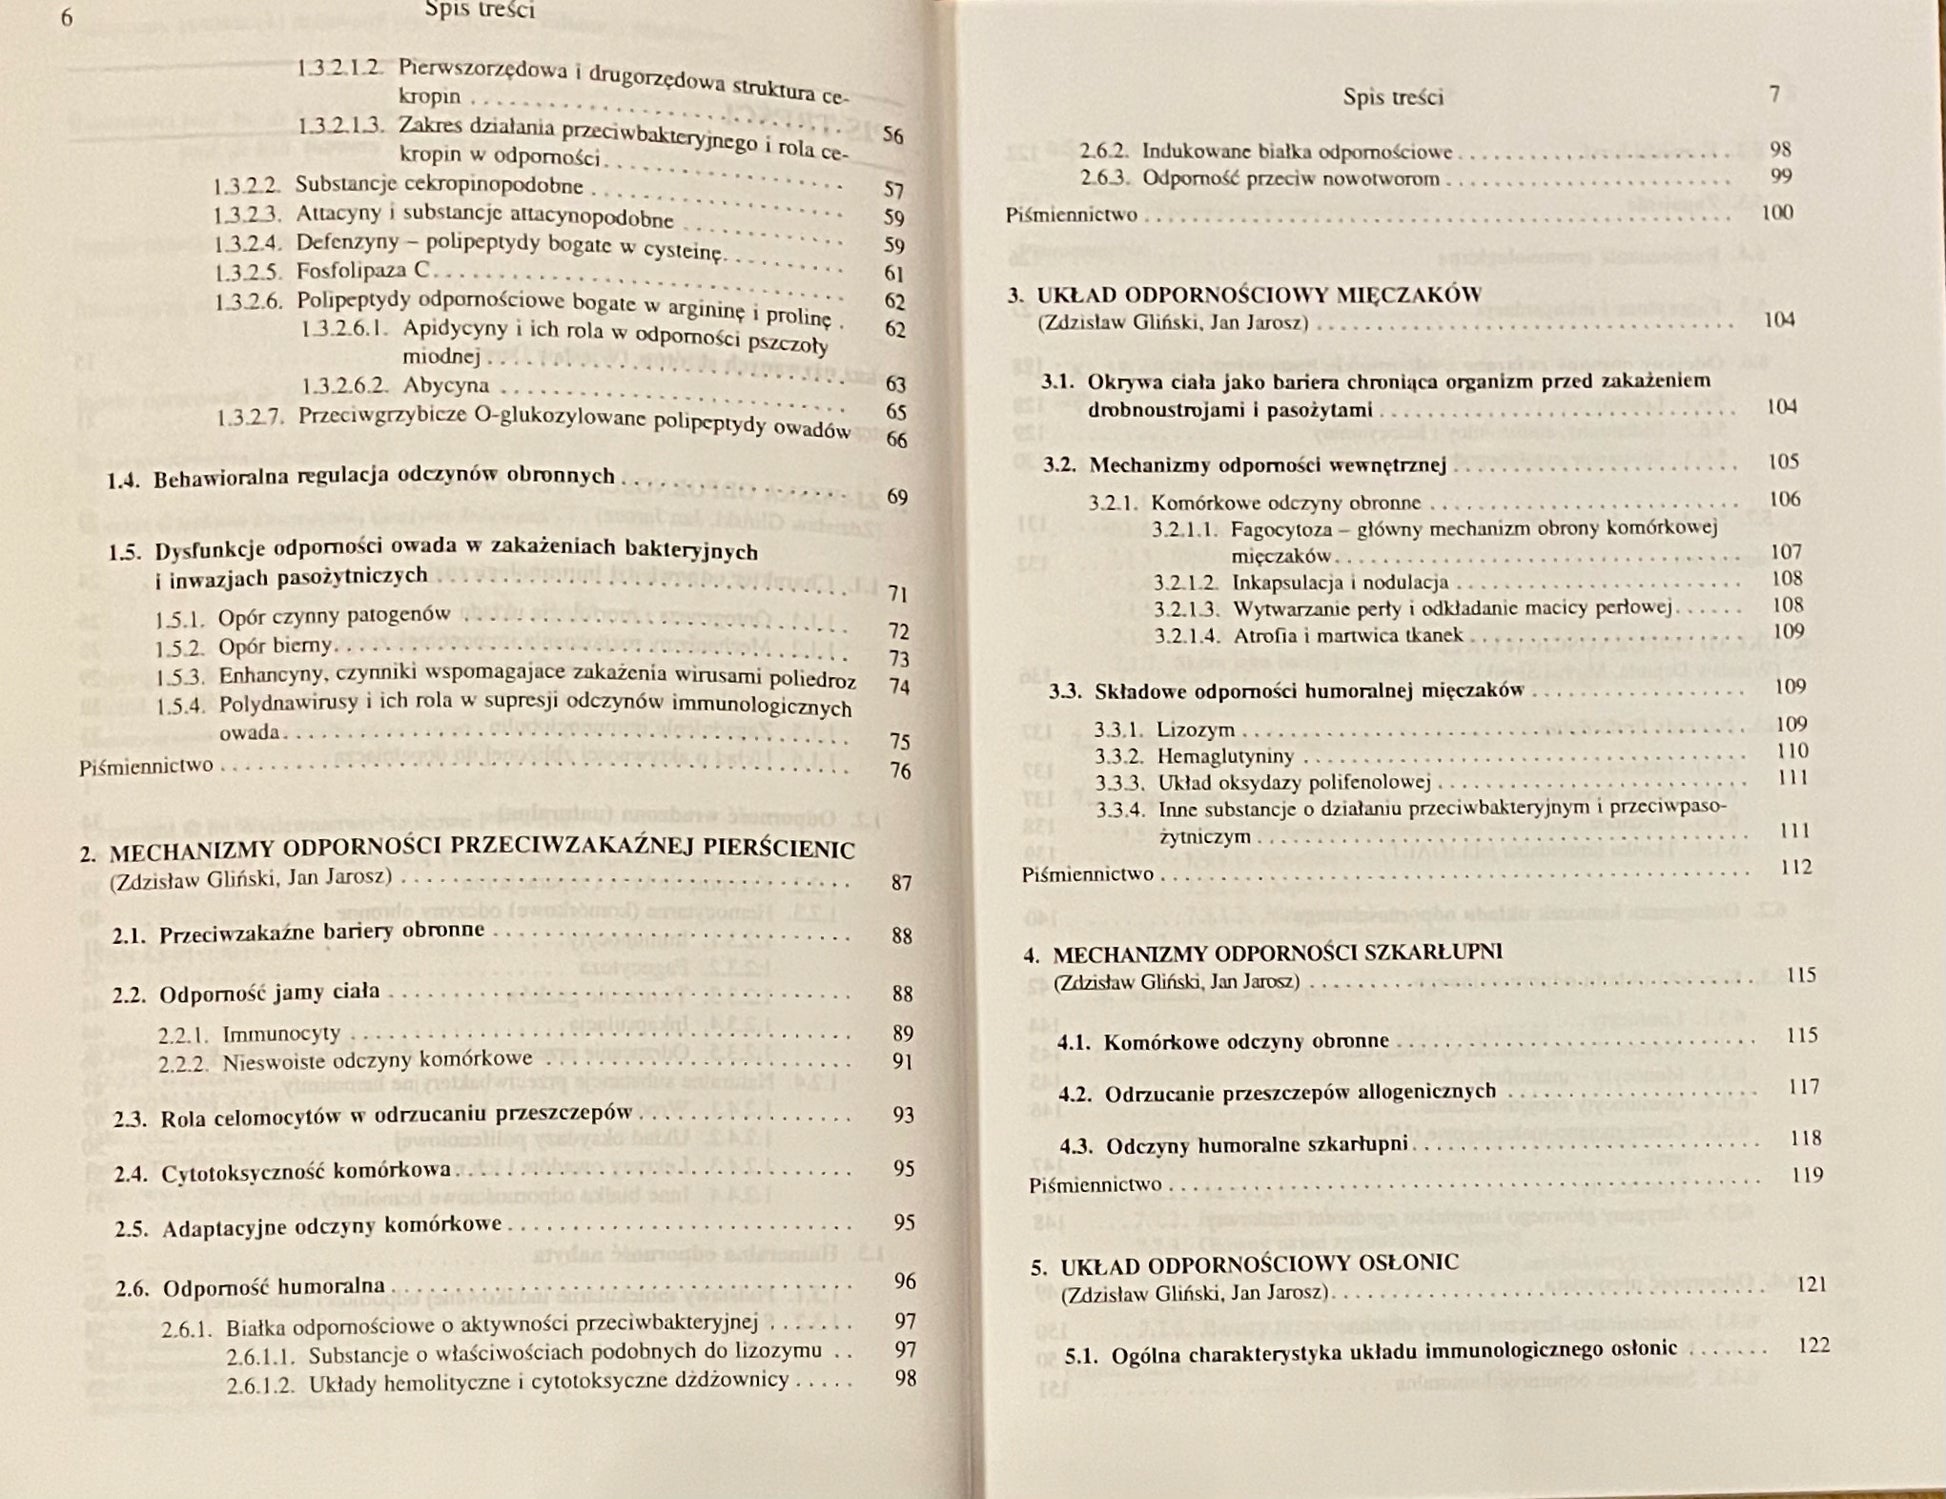 6
Spis treści
1.3.2.1.2. Pierwszorzędowa i drugorzędowa struktura ce-
kropin . . . . . . . . . . . . . . . . . . . . 56
1.3.2.1.3. Zakres działania przeciwbakteryjnego i rola ce-
kropin w odporności . . . . . . . . . . . . 57
1.3.2.2. Substancje cekropinopodobne . . . . . . . . . . . . 59
1.3.2.3. Attacyny i substancje attacynopodobne . . . . . . . . 59
1.3.2.4. Defenzyny – polipeptydy bogate w cysteinę . . . . . . 61
1.3.2.5. Fosfolipaza C . . . . . . . . . . . . . . . . . . . . 62
1.3.2.6. Polipeptydy odpornościowe bogate w argininę i prolinę . 62
1.3.2.6.1. Apidycyny i ich rola w odporności pszczoły
miodnej . . . . . . . . . . . . . . . . . . . 63
1.3.2.6.2. Abycyna . . . . . . . . . . . . . . . . . . 65
1.3.2.7. Przeciwgrzybicze O-glukozylowane polipeptydy owadów 66
1.4. Behawioralna regulacja odczynów obronnych . . . . . . . . . . 69
1.5. Dysfunkcje odporności owada w zakażeniach bakteryjnych
i inwazjach pasożytniczych . . . . . . . . . . . . . . . . . . 71
1.5.1. Opór czynny patogenów . . . . . . . . . . . . . . . . . 72
1.5.2. Opór bierny . . . . . . . . . . . . . . . . . . . . . . 73
1.5.3. Enhancyny, czynniki wspomagajace zakażenia wirusami poliedroz 74
1.5.4. Polydnawirusy i ich rola w supresji odczynów immunologicznych
owada . . . . . . . . . . . . . . . . . . . . . . . . . 75
Piśmiennictwo . . . . . . . . . . . . . . . . . . . . . . . . . . 76
2. MECHANIZMY ODPORNOŚCI PRZECIWZAKAŹNEJ PIERŚCIENIC
(Zdzisław Gliński, Jan Jarosz) . . . . . . . . . . . . . . . . . . 87
2.1. Przeciwzakaźne bariery obronne . . . . . . . . . . . . . . . . 88
2.2. Odporność jamy ciała . . . . . . . . . . . . . . . . . . . . . 88
2.2.1. Immunocyty . . . . . . . . . . . . . . . . . . . . . . 89
2.2.2. Nieswoiste odczyny komórkowe . . . . . . . . . . . . . . 91
2.3. Rola celomocytów w odrzucaniu przeszczepów . . . . . . . . . . 93
2.4. Cytotoksyczność komórkowa . . . . . . . . . . . . . . . . . . 95
2.5. Adaptacyjne odczyny komórkowe . . . . . . . . . . . . . . . . 95
2.6. Odporność humoralna . . . . . . . . . . . . . . . . . . . . . 96
2.6.1. Białka odpornościowe o aktywności przeciwbakteryjnej . . . . . . . 97
2.6.1.1. Substancje o właściwościach podobnych do lizozymu . . 97
2.6.1.2. Układy hemolityczne i cytotoksyczne dżdżownicy . . . . . 98
Spis treści
7
2.6.2. Indukowane białka odpornościowe . . . . . . . . . . . . . 98
2.6.3. Odporność przeciw nowotworom . . . . . . . . . . . . . . 99
Piśmiennictwo . . . . . . . . . . . . . . . . . . . . . . . . . . 100
3. UKŁAD ODPORNOŚCIOWY MIĘCZAKÓW
(Zdzisław Gliński, Jan Jarosz) . . . . . . . . . . . . . . . . . . 104
3.1. Okrywa ciała jako bariera chroniąca organizm przed zakażeniem
drobnoustrojami i pasożytami . . . . . . . . . . . . . . . . . 104
3.2. Mechanizmy odporności wewnętrznej . . . . . . . . . . . . . . 105
3.2.1. Komórkowe odczyny obronne . . . . . . . . . . . . . . . 106
3.2.1.1. Fagocytoza – główny mechanizm obrony komórkowej
mięczaków . . . . . . . . . . . . . . . . . . . . . 107
3.2.1.2. Inkapsulacja i nodulacja . . . . . . . . . . . . . . 108
3.2.1.3. Wytwarzanie perły i odkładanie macicy perłowej . . . . . . 108
3.2.1.4. Atrofia i martwica tkanek . . . . . . . . . . . . . . 109
3.3. Składowe odporności humoralnej mięczaków . . . . . . . . . . . 109
3.3.1. Lizozym . . . . . . . . . . . . . . . . . . . . . . . . 109
3.3.2. Hemaglutyniny . . . . . . . . . . . . . . . . . . . . . 110
3.3.3. Układ oksydazy polifenolowej . . . . . . . . . . . . . . . 111
3.3.4. Inne substancje o działaniu przeciwbakteryjnym i przeciwpaso-
żytniczym . . . . . . . . . . . . . . . . . . . . . . . 111
Piśmiennictwo . . . . . . . . . . . . . . . . . . . . . . . . . . 112
4. MECHANIZMY ODPORNOŚCI SZKARŁUPNI
(Zdzisław Gliński, Jan Jarosz) . . . . . . . . . . . . . . . . . . 115
4.1. Komórkowe odczyny obronne . . . . . . . . . . . . . . . . . . 115
4.2. Odrzucanie przeszczepów allogenicznych . . . . . . . . . . . . 117
4.3. Odczyny humoralne szkarłupni . . . . . . . . . . . . . . . . . 118
Piśmiennictwo . . . . . . . . . . . . . . . . . . . . . . . . . . 119
5. UKŁAD ODPORNOŚCIOWY OSŁONIC
(Zdzisław Gliński, Jan Jarosz) . . . . . . . . . . . . . . . . . . 121
5.1. Ogólna charakterystyka układu immunologicznego osłonic . . . . . . . 122